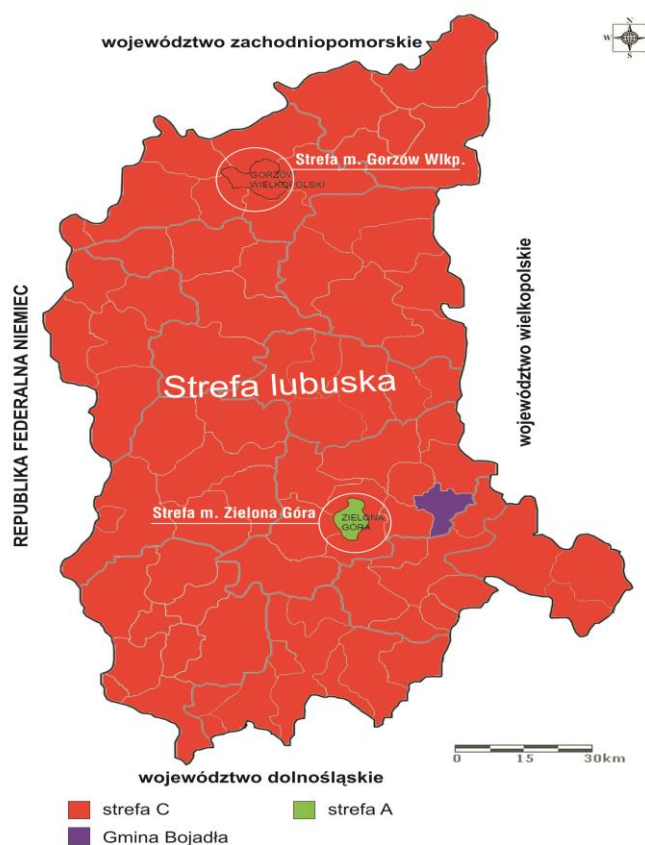 województwo zachodniopomorskie
N
W
E
S
Strefa m. Gorzów Wlkp.
GORZÓW
WIELKOPOLSKI
REPUBLIKA FEDERALNA NIEMIEC
województwo wielkopolskie
Strefa lubuska
Strefa m. Zielona Góra
ZIELONA
GÓRA
0 15 30km
województwo dolnośląskie
strefa C
strefa A
Gmina Bojadła